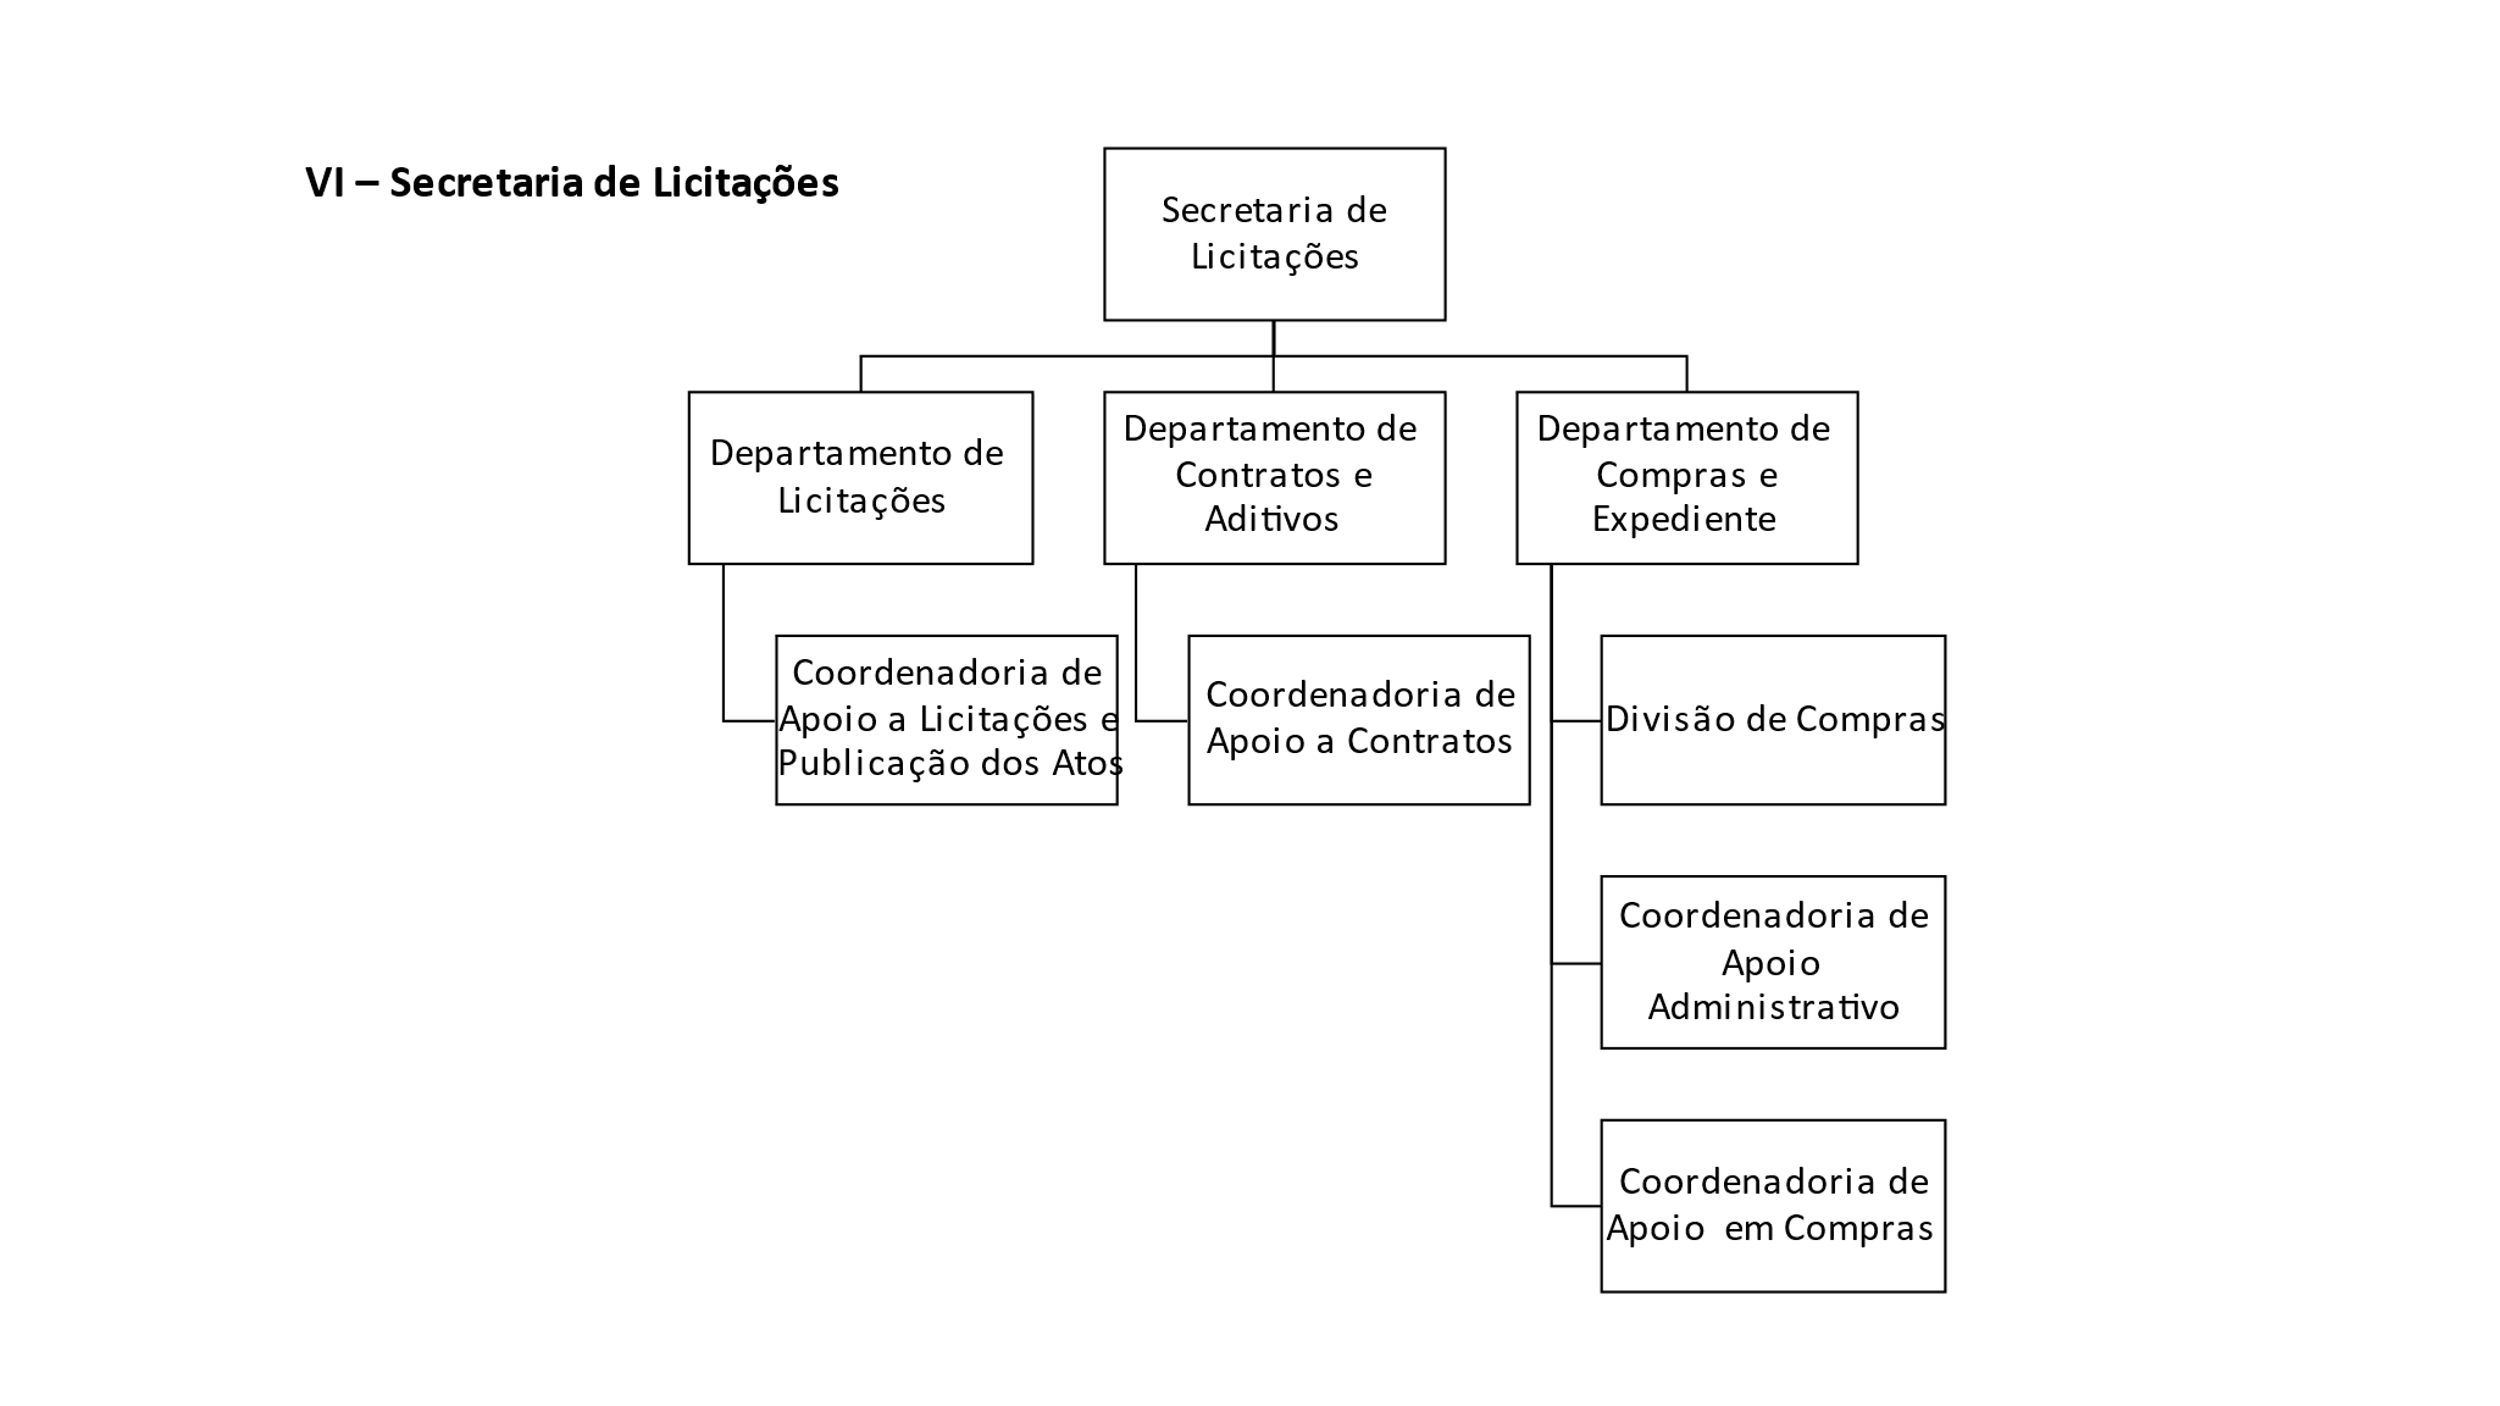 VI – Secretaria de Licitações
Secretaria de
Licitações
Departamento de
Licitações
Departamento de
Contratos e
Aditivos
Departamento de
Compras e
Expediente
Coordenadoria de
Apoio a Licitações e
Publicação dos Atos
Coordenadoria de
Apoio a Contratos
Divisão de Compras
Coordenadoria de
Apoio
Administrativo
Coordenadoria de
Apoio  em Compras